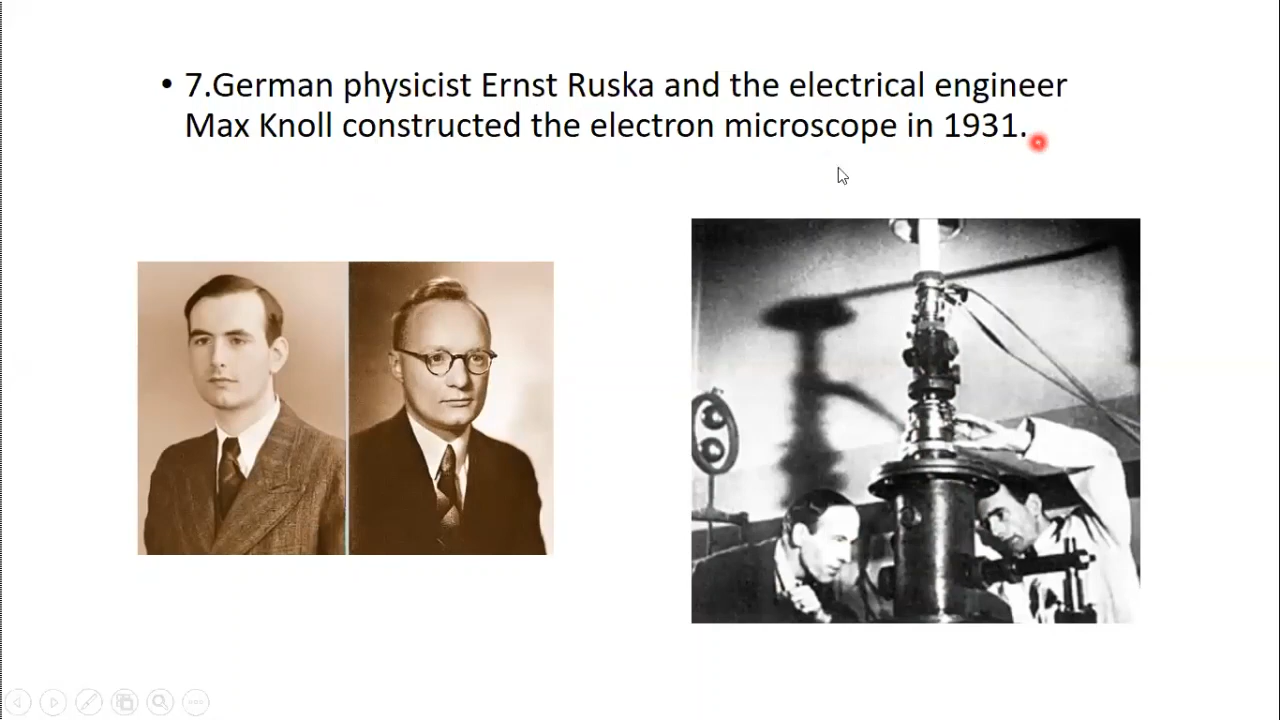 • 7.German physicist Ernst Ruska and the electrical engineer
Max Knoll constructed the electron microscope in 1931.